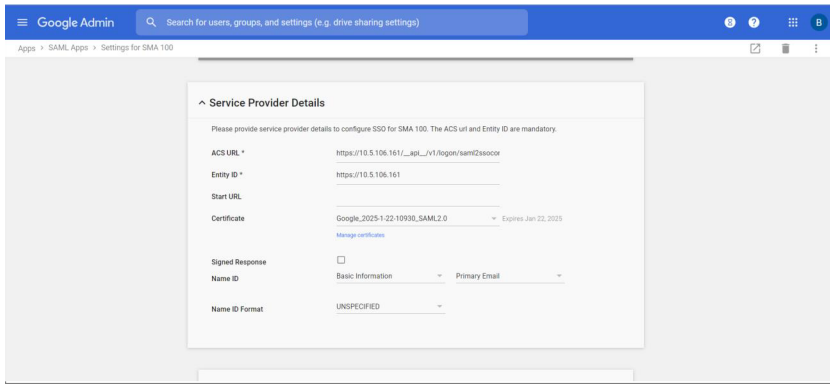 Google Admin
Search for users, groups, and settings (e.g. drive sharing settings)
8
?
B
Apps > SAML Apps > Settings for SMA 100
Service Provider Details
Please provide service provider details to configure SSO for SMA 100. The ACS url and Entity ID are mandatory.
ACS URL * https://10.5.106.161/__api__/v1/logon/saml2ssocor
Entity ID * https://10.5.106.161
Start URL
Certificate Google_2025-1-22-10930_SAML2.0 Expires Jan 22, 2025
Manage certificates
Signed Response
Name ID Basic Information Primary Email
Name ID Format UNSPECIFIED